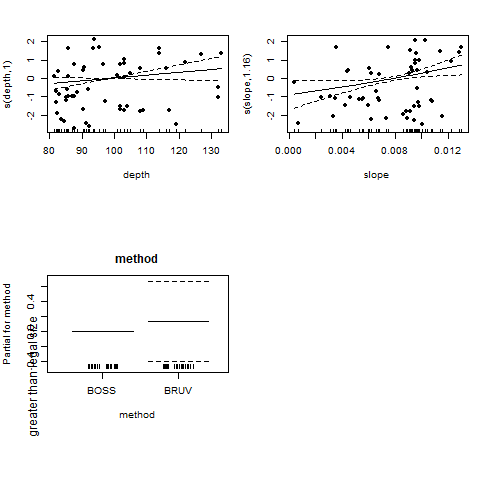 s(depth,1)
2
1
0
-1
-2
80
90
100
110
120
130
depth
s(slope,1.16)
2
1
0
-1
-2
0.000
0.004
0.008
0.012
slope
method
Partial for method
greater than legal size
0.4
BOSS
BRUV
method